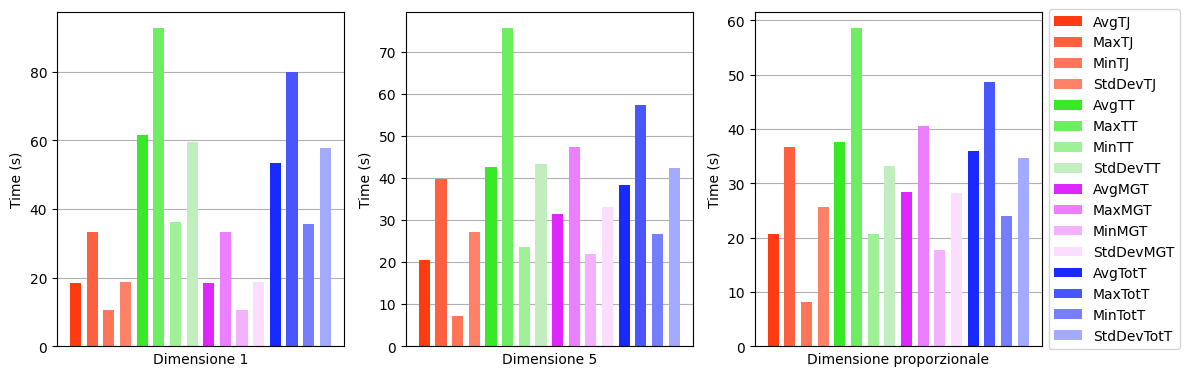 Time (s)
80
60
40
20
0
Dimensione 1
Time (s)
70
60
50
40
30
20
10
0
Dimensione 5
Time (s)
60
50
40
30
20
10
0
Dimensione proporzionale
AvgTJ
MaxTJ
MinTJ
StdDevTJ
AvgTT
MaxTT
MinTT
StdDevTT
AvgMGT
MaxMGT
MinMGT
StdDevMGT
AvgTotT
MaxTotT
MinTotT
StdDevTotT